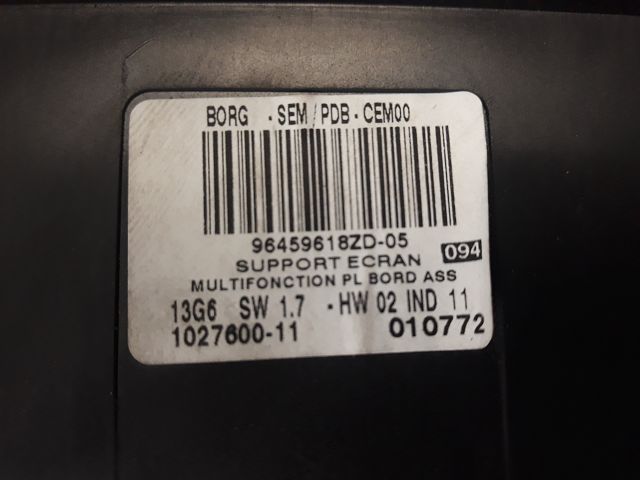 BORG - SEM/PDB - CEM00
96459618ZD-05
SUPPORT ECRAN 094
MULTIFONCTION PL BORD ASS
13G6 SW 1.7 - HW 02 IND 11
1027600-11 010772